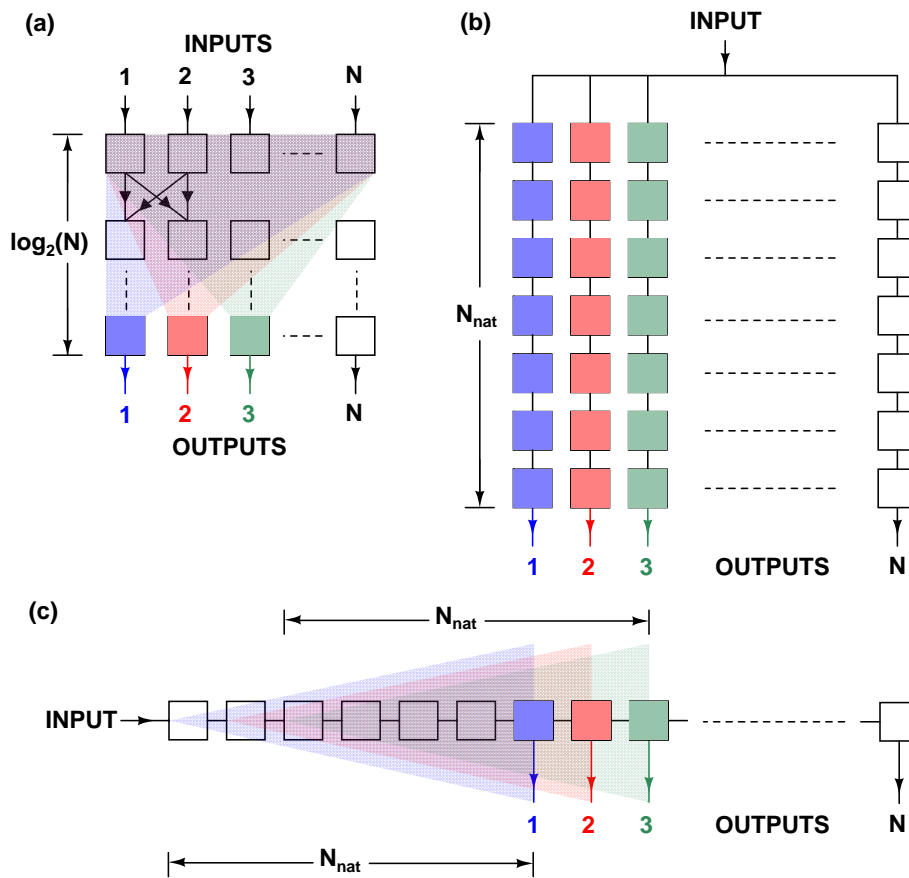 (a)
INPUTS
1 2 3 N
log2(N)
1 2 3 N
OUTPUTS
(b)
INPUT
Nnat
1 2 3 OUTPUTS N
(c)
Nnat
INPUT
1 2 3 OUTPUTS N
Nnat